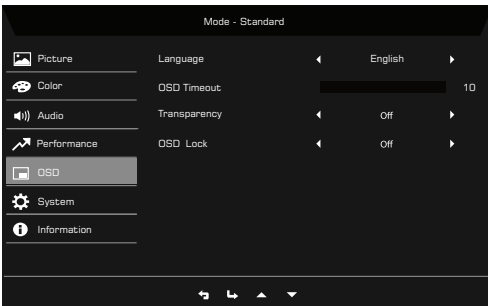 Mode - Standard
Picture
Color
Audio
Performance
OSD
System
Information
Language English
OSD Timeout 10
Transparency Off
OSD Lock Off